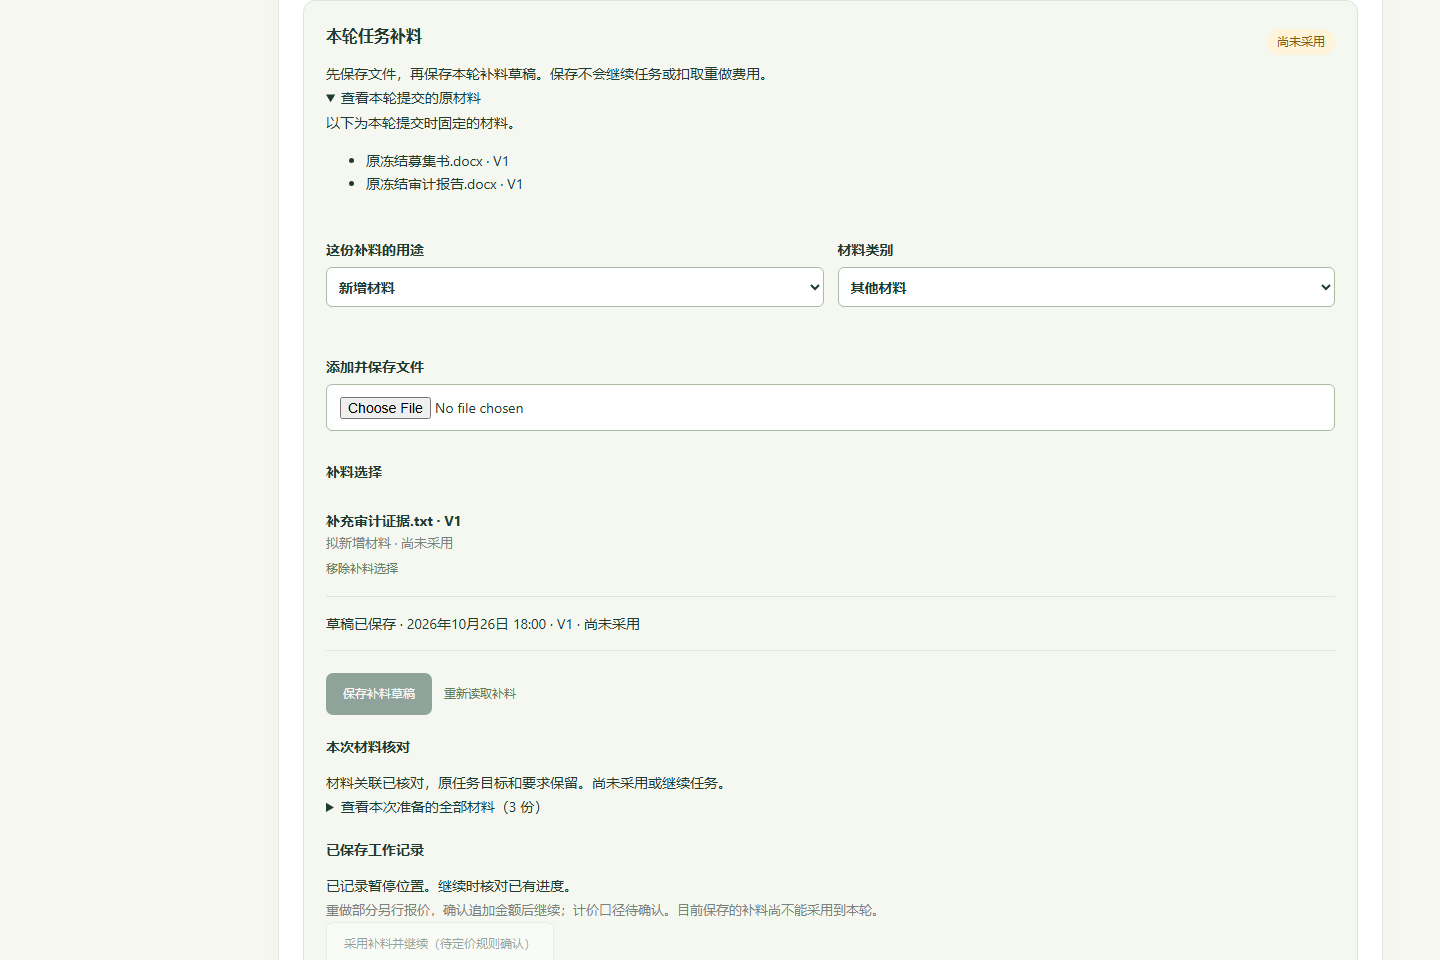 本轮任务补料
尚未采用
先保存文件，再保存本轮补料草稿。保存不会继续任务或扣取重做费用。
▼ 查看本轮提交的原材料
以下为本轮提交时固定的材料。
• 原冻结募集书.docx · V1
• 原冻结审计报告.docx · V1
这份补料的用途
材料类别
新增材料
其他材料
添加并保存文件
Choose File No file chosen
补料选择
补充审计证据.txt · V1
拟新增材料 · 尚未采用
移除补料选择
草稿已保存 · 2026年10月26日 18:00 · V1 · 尚未采用
保存补料草稿
重新读取补料
本次材料核对
材料关联已核对，原任务目标和要求保留。尚未采用或继续任务。
▶ 查看本次准备的全部材料（3 份）
已保存工作记录
已记录暂停位置。继续时核对已有进度。
重做部分另行报价，确认追加金额后继续；计价口径待确认。目前保存的补料尚不能采用到本轮。
采用补料并继续（待定价规则确认）